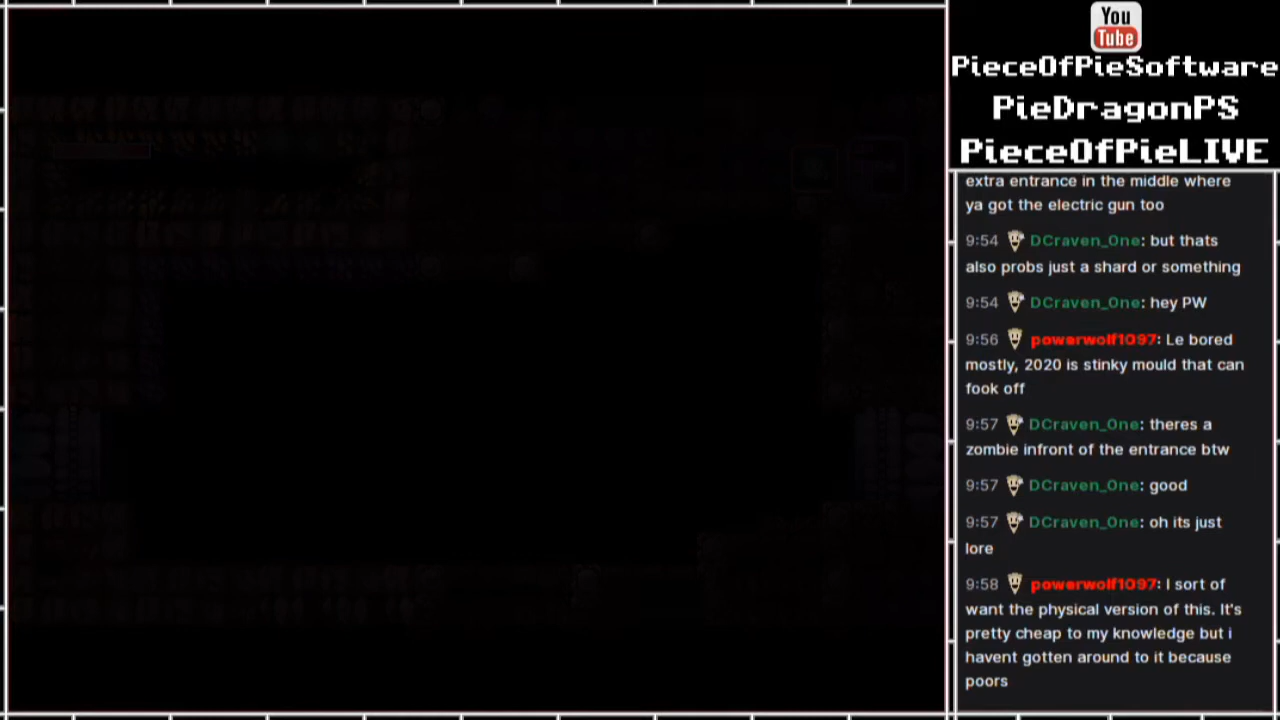 You
Tube
PieceOfPieSoftware
PieDragonPS
PieceOfPieLIVE
extra entrance in the middle where
ya got the electric gun too
9:54 DCraven_One: but thats
also probs just a shard or something
9:54 DCraven_One: hey PW
9:56 powerwolf1097: Le bored
mostly, 2020 is stinky mould that can
fook off
9:57 DCraven_One: theres a
zombie infront of the entrance btw
9:57 DCraven_One: good
9:57 DCraven_One: oh its just
lore
9:58 powerwolf1097: I sort of
want the physical version of this. It's
pretty cheap to my knowledge but i
havent gotten around to it because
poors